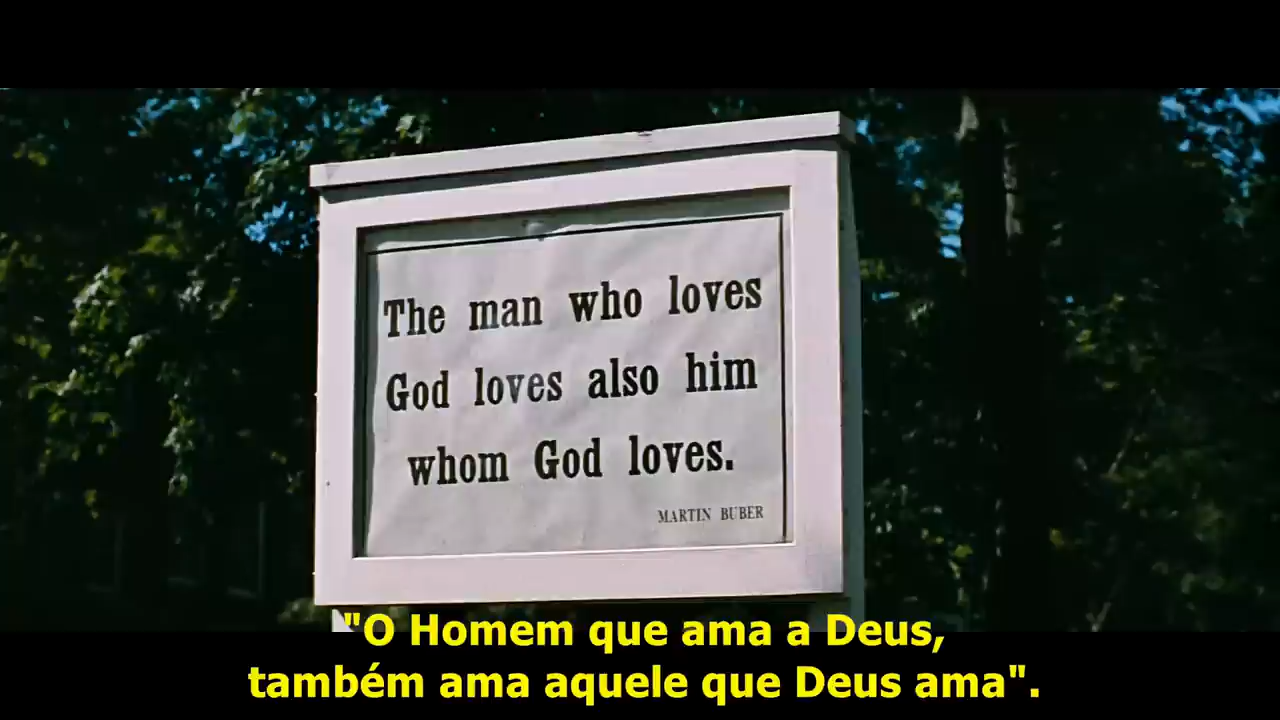 The man who loves
God loves also him
whom God loves.
MARTIN BUBER
"O Homem que ama a Deus,
também ama aquele que Deus ama".